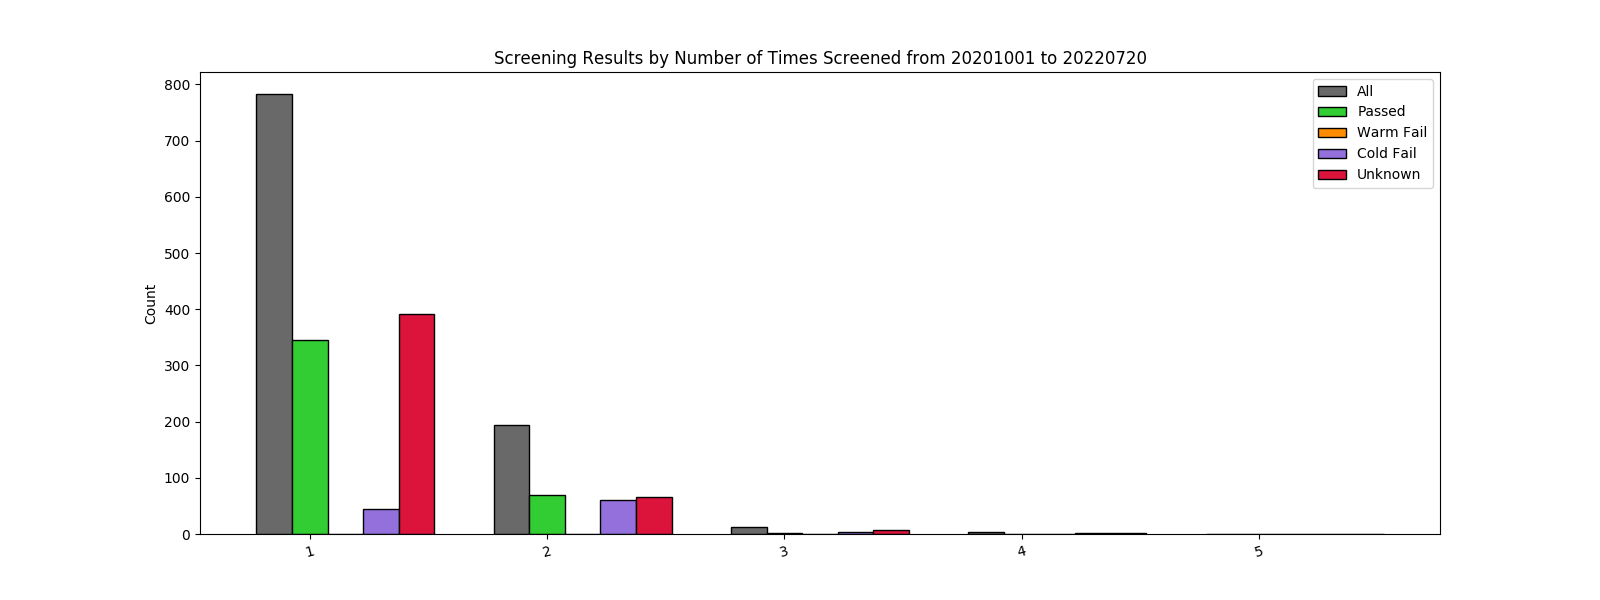 Screening Results by Number of Times Screened from 20201001 to 20220720
800
700
600
500
400
300
200
100
0
Count
1
2
3
4
5
All
Passed
Warm Fail
Cold Fail
Unknown